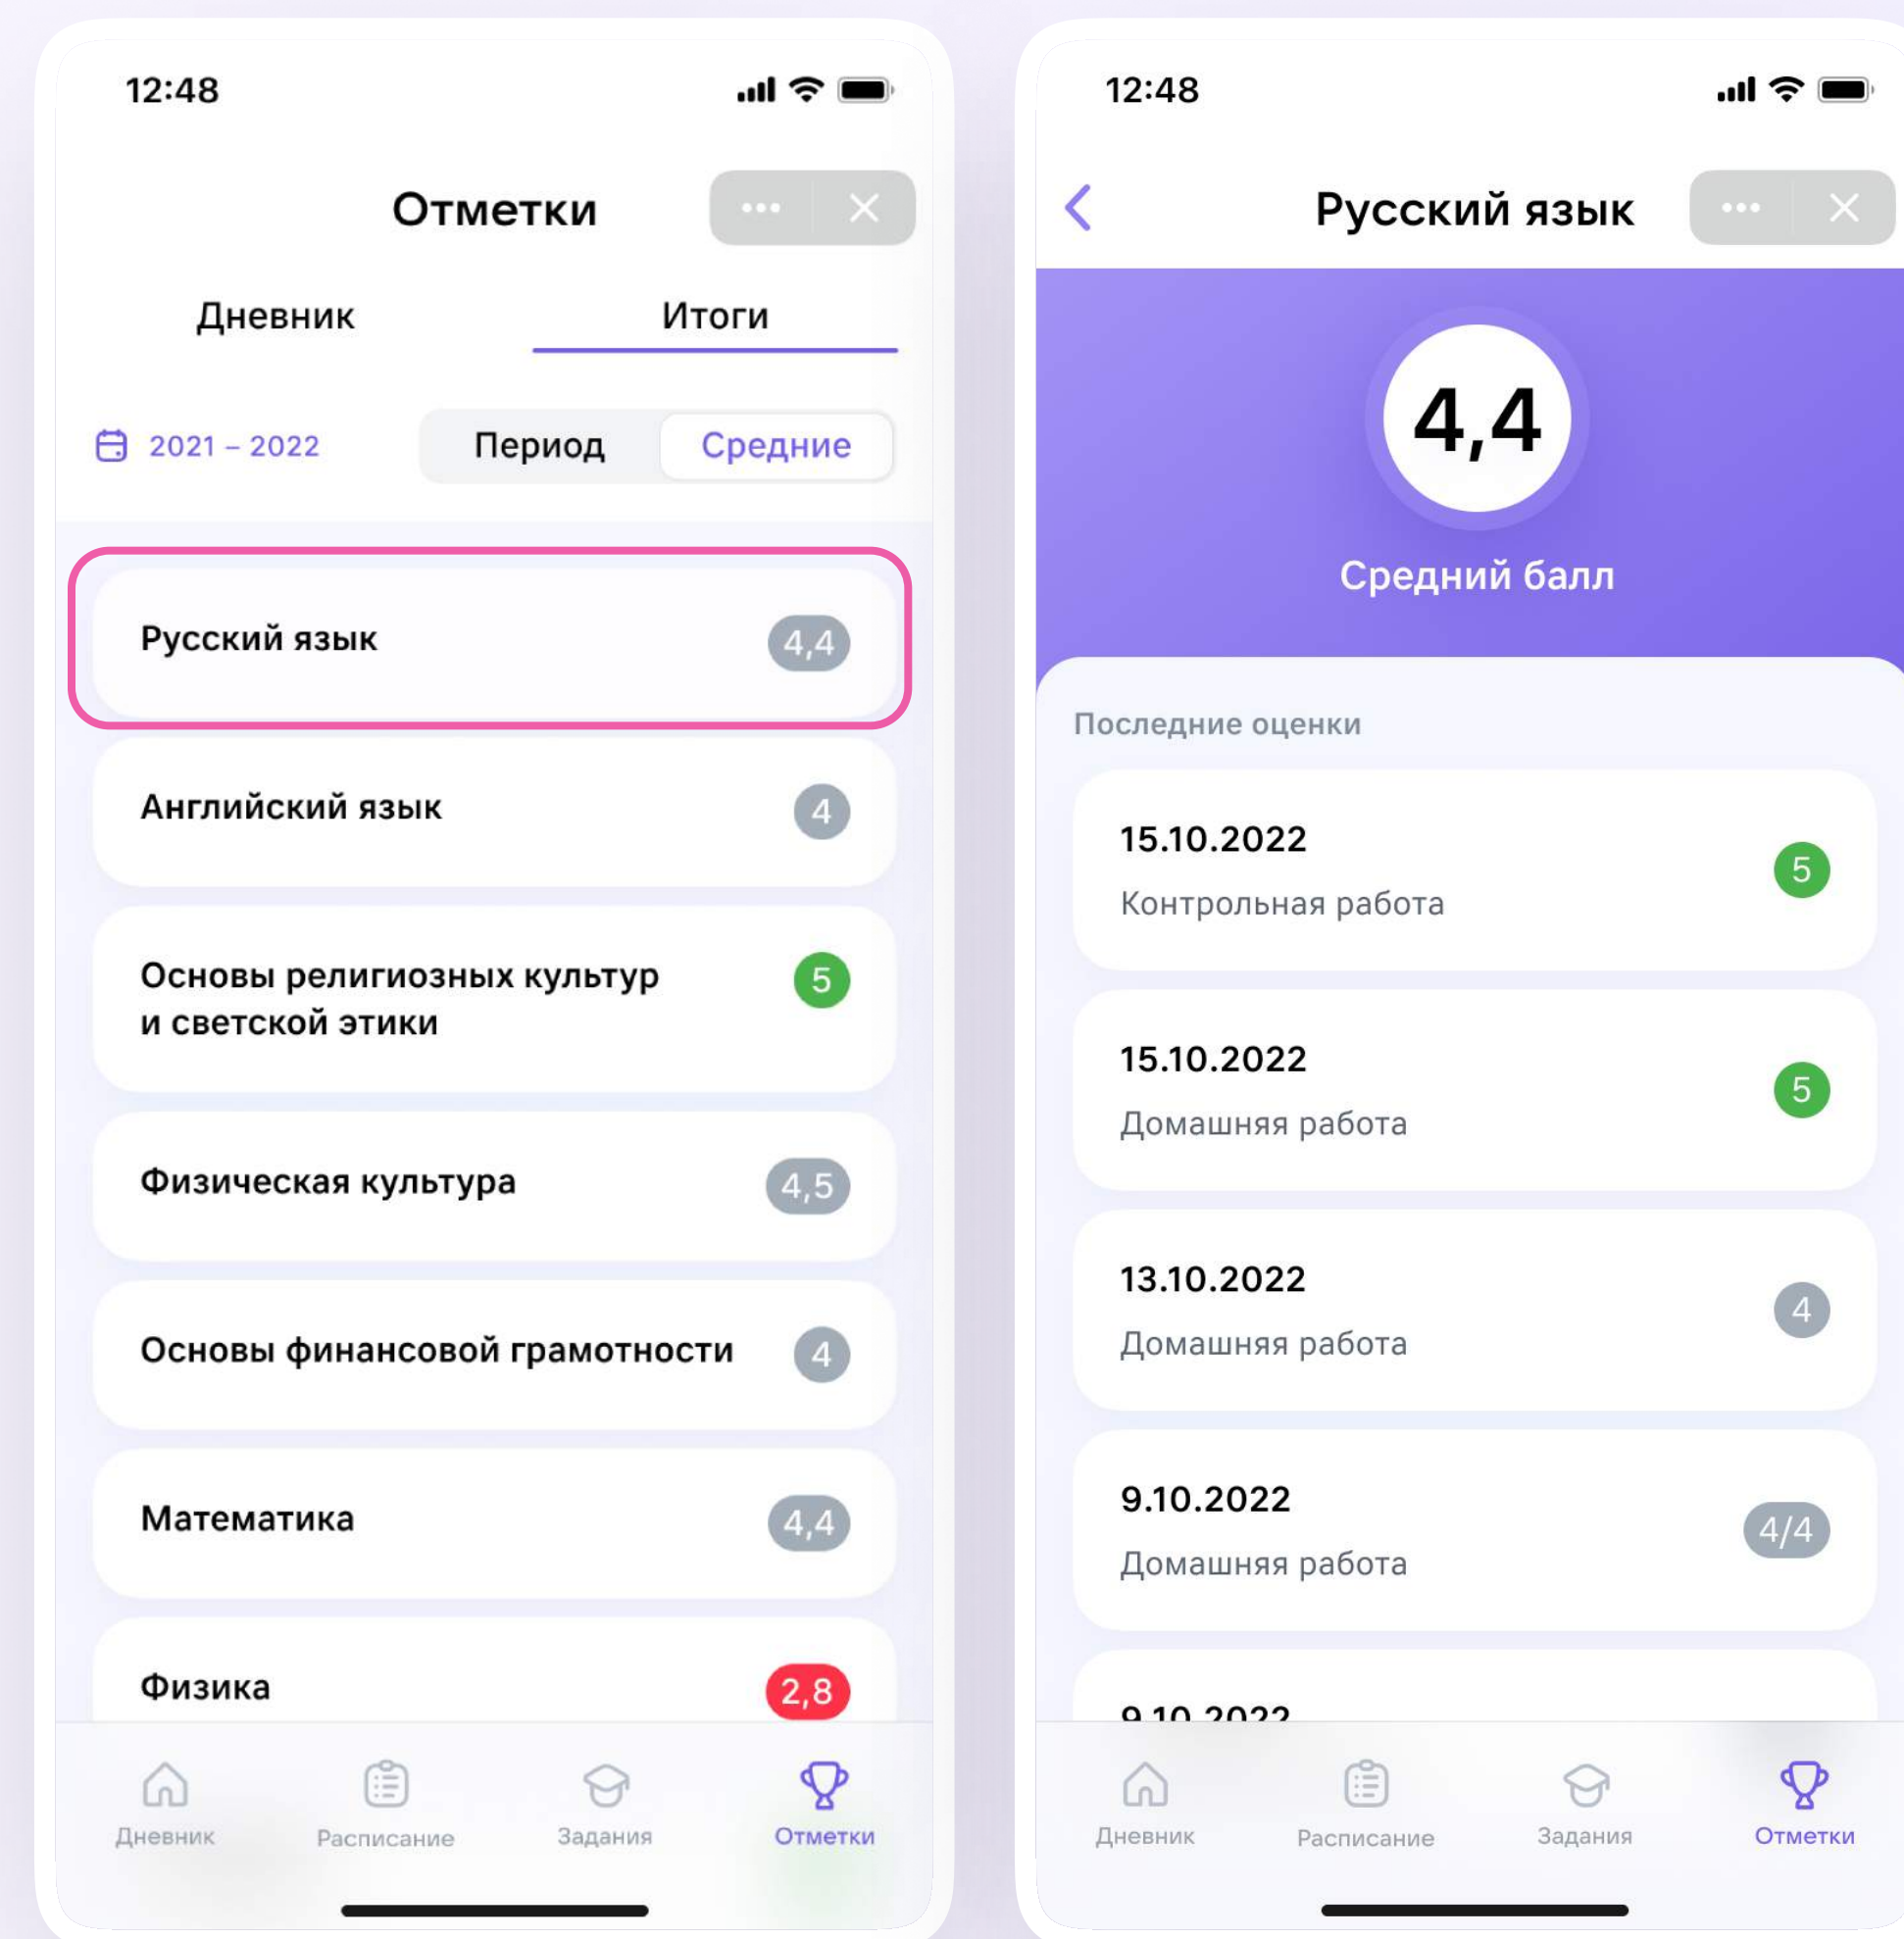 12:48
Отметки
Дневник
Итоги
2021 – 2022
Период
Средние
Русский язык
4,4
Английский язык
4
Основы религиозных культур
и светской этики
5
Физическая культура
4,5
Основы финансовой грамотности
4
Математика
4,4
Физика
2,8
Дневник
Расписание
Задания
Отметки
12:48
Русский язык
4,4
Средний балл
Последние оценки
15.10.2022
Контрольная работа
5
15.10.2022
Домашняя работа
5
13.10.2022
Домашняя работа
4
9.10.2022
Домашняя работа
4/4
9.10.2022
Дневник
Расписание
Задания
Отметки